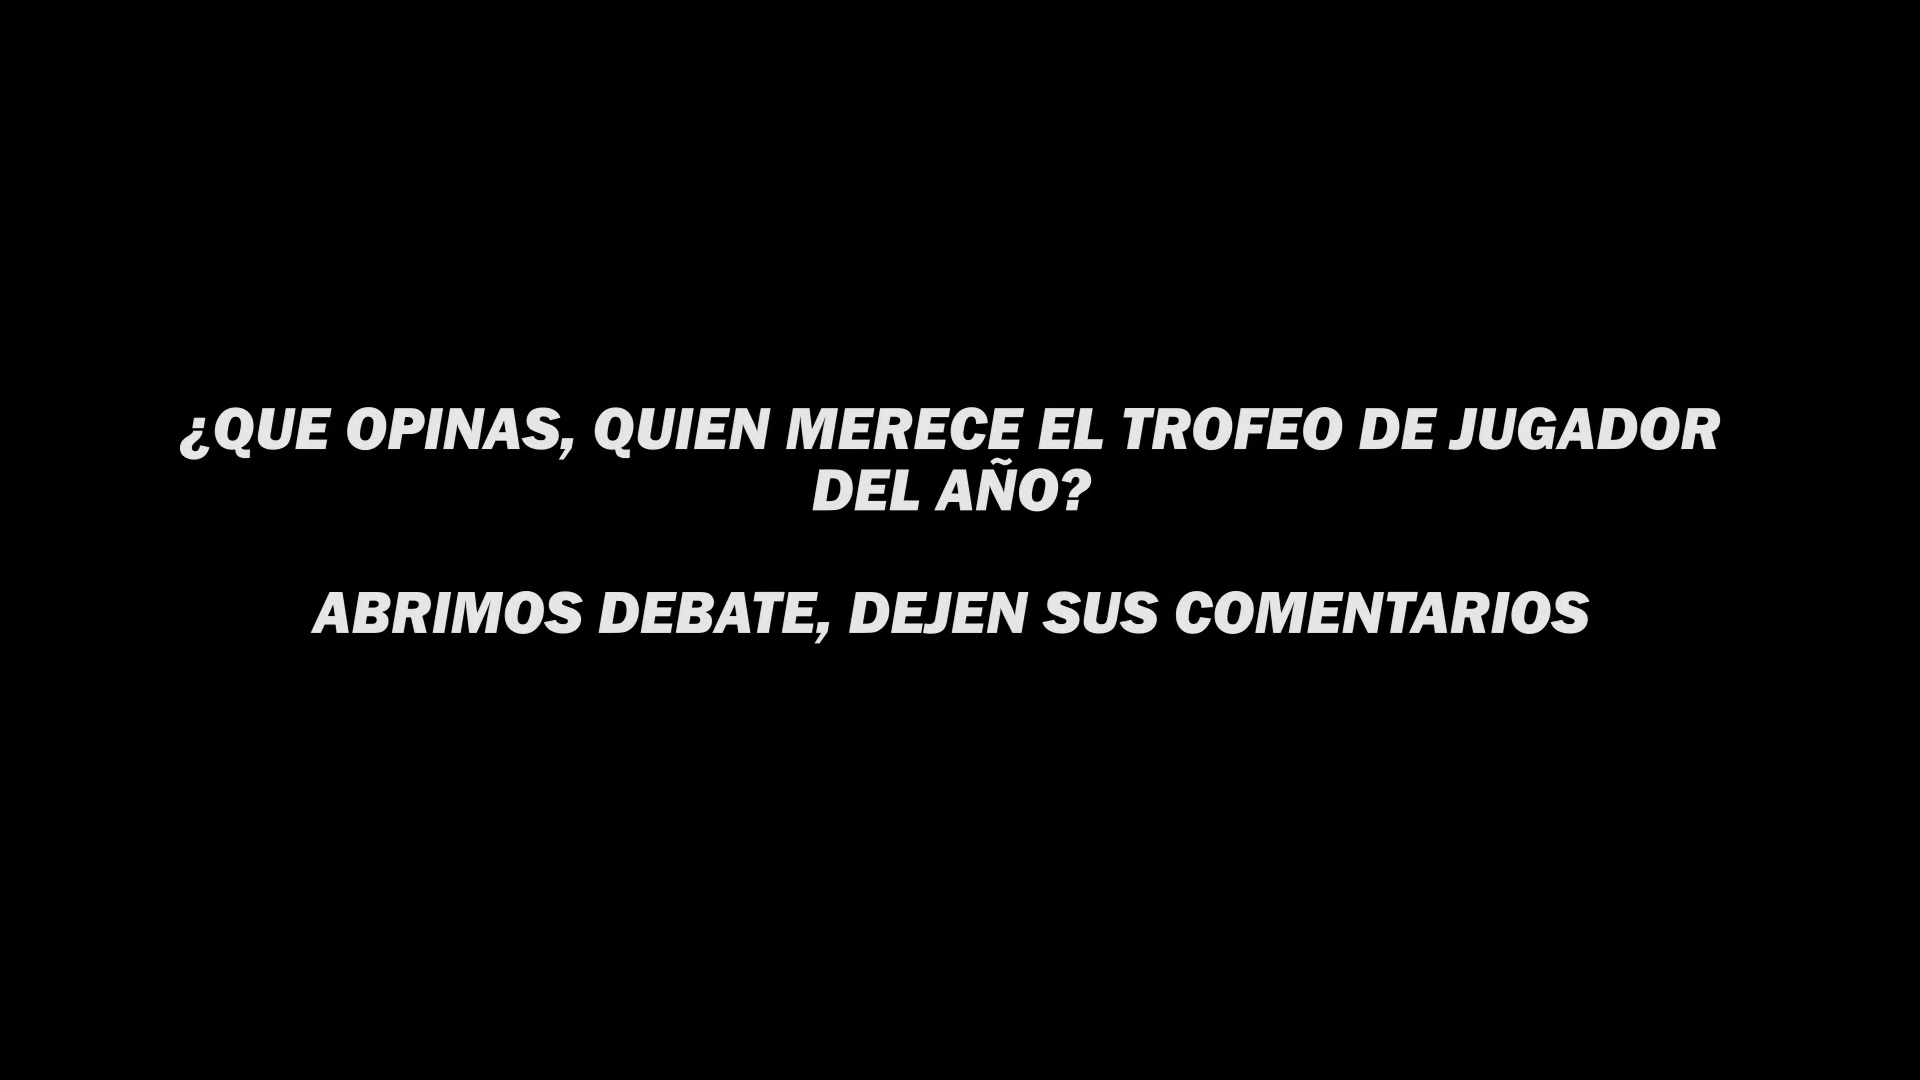 ¿QUE OPINAS, QUIEN MERECE EL TROFEO DE JUGADOR
DEL AÑO?
ABRIMOS DEBATE, DEJEN SUS COMENTARIOS